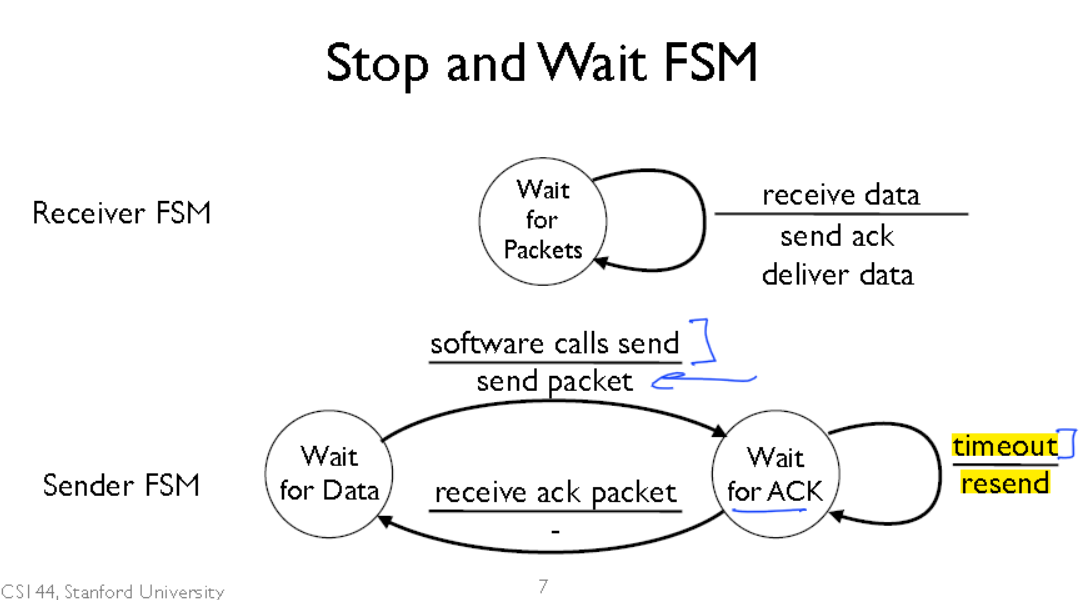 Stop and Wait FSM
Receiver FSM
Wait
for
Packets
receive data
send ack
deliver data
software calls send
send packet
Sender FSM
Wait
for Data
receive ack packet
-
Wait
for ACK
timeout
resend
CS144, Stanford University
7